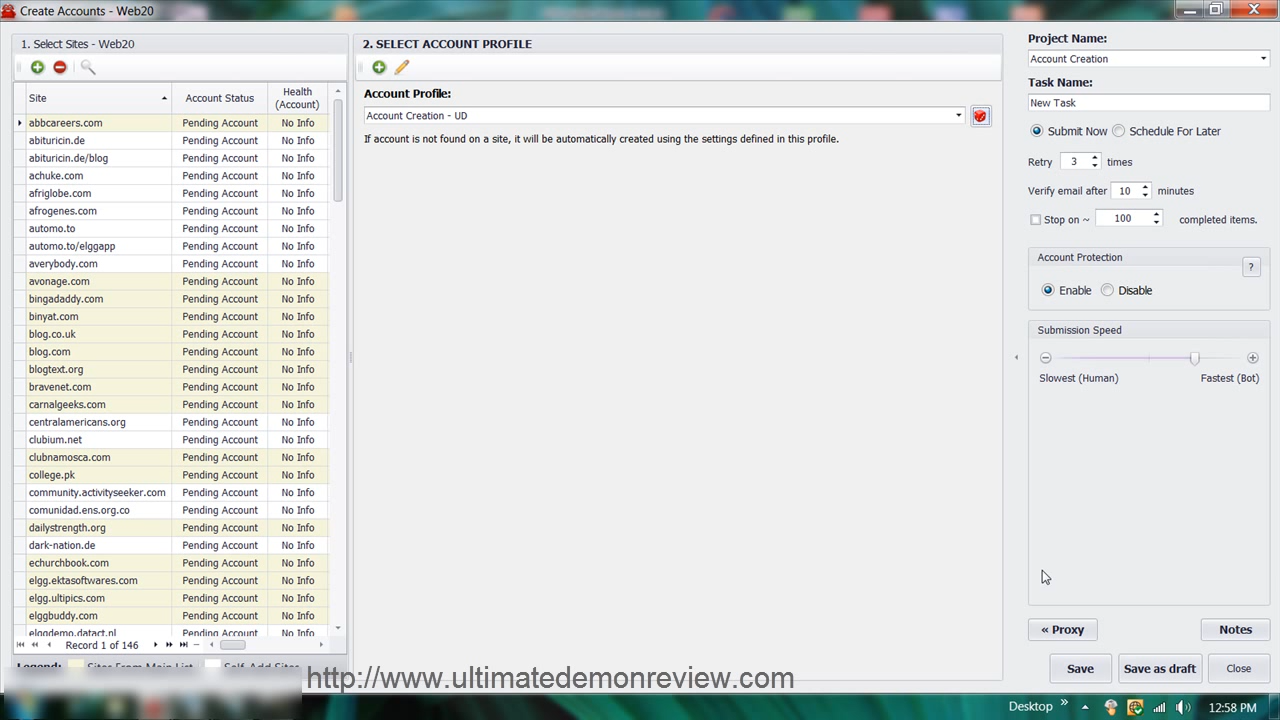 Create Accounts - Web20
1. Select Sites - Web20
Site Account Status Health (Account)
abbcareers.com Pending Account No Info
abituricin.de Pending Account No Info
abituricin.de/blog Pending Account No Info
achuke.com Pending Account No Info
afriglobe.com Pending Account No Info
afrogenes.com Pending Account No Info
automo.to Pending Account No Info
automo.to/elggapp Pending Account No Info
averybody.com Pending Account No Info
avonage.com Pending Account No Info
bingadaddy.com Pending Account No Info
binyat.com Pending Account No Info
blog.co.uk Pending Account No Info
blog.com Pending Account No Info
blogtext.org Pending Account No Info
bravenet.com Pending Account No Info
carnalgeeks.com Pending Account No Info
centralamericans.org Pending Account No Info
clubium.net Pending Account No Info
clubnamosca.com Pending Account No Info
college.pk Pending Account No Info
community.activityseeker.com Pending Account No Info
comunidad.ens.org.co Pending Account No Info
dailystrength.org Pending Account No Info
dark-nation.de Pending Account No Info
echurchbook.com Pending Account No Info
elgg.ektasoftwares.com Pending Account No Info
elgg.ultipics.com Pending Account No Info
elggbuddy.com Pending Account No Info
elggdemo.datact.nl Pending Account No Info
Record 1 of 146
Legend: Sites From Main List Self-Add Sites
2. SELECT ACCOUNT PROFILE
Account Profile:
Account Creation - UD
If account is not found on a site, it will be automatically created using the settings defined in this profile.
Project Name:
Account Creation
Task Name:
New Task
Submit Now Schedule For Later
Retry 3 times
Verify email after 10 minutes
Stop on ~ 100 completed items.
Account Protection
?
Enable Disable
Submission Speed
Slowest (Human) Fastest (Bot)
« Proxy Notes
Save Save as draft Close
http://www.ultimatedemonreview.com
Desktop » 12:58 PM